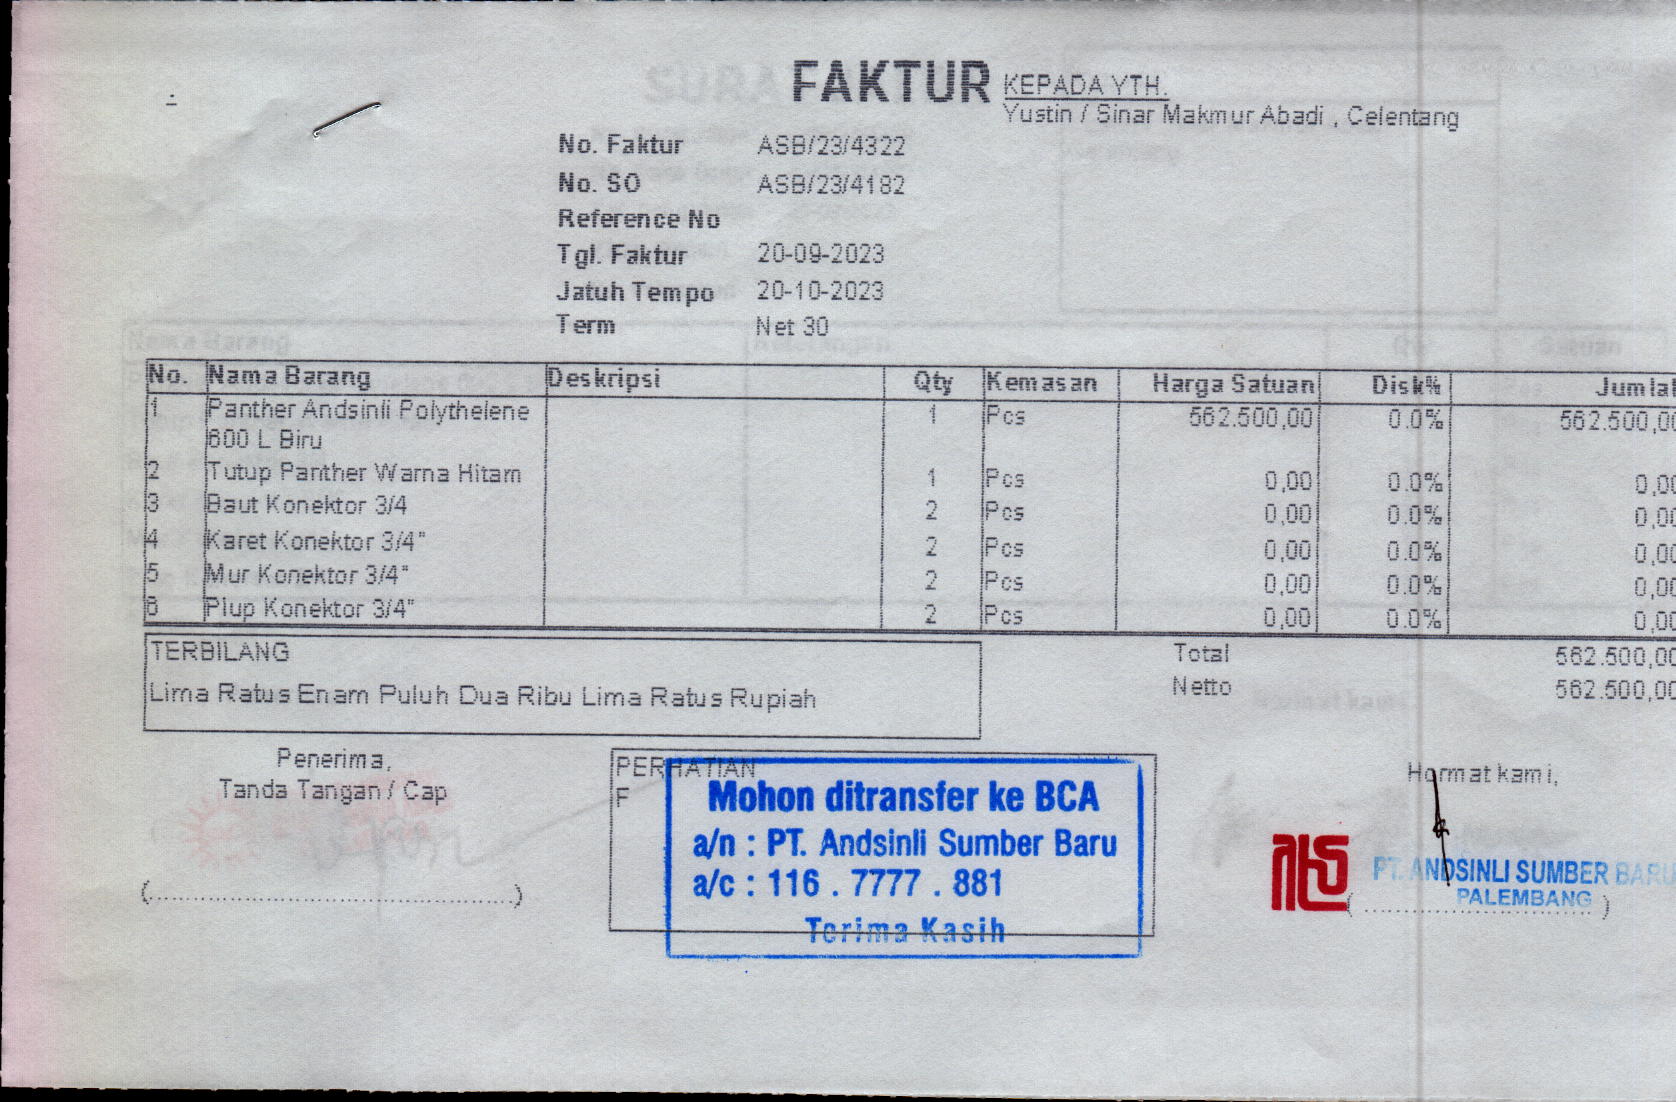 FAKTUR
KEPADA YTH.
Yustin / Sinar Makmur Abadi , Celentang
No. Faktur ASB/23/4322
No. SO ASB/23/4182
Reference No
Tgl. Faktur 20-09-2023
Jatuh Tempo 20-10-2023
Term Net 30
No. Nama Barang Deskripsi Qty Kemasan Harga Satuan Disk% Jumlal
1 Panther Andsinli Polythelene 1 Pcs 562.500,00 0.0% 562.500,00
600 L Biru
2 Tutup Panther Warna Hitam 1 Pcs 0,00 0.0% 0,00
3 Baut Konektor 3/4 2 Pcs 0,00 0.0% 0,00
4 Karet Konektor 3/4" 2 Pcs 0,00 0.0% 0,00
5 Mur Konektor 3/4" 2 Pcs 0,00 0.0% 0,00
6 Plup Konektor 3/4" 2 Pcs 0,00 0.0% 0,00
TERBILANG
Lima Ratus Enam Puluh Dua Ribu Lima Ratus Rupiah
Total 562.500,00
Netto 562.500,00
Penerima,
Tanda Tangan / Cap
(....................)
PERHATIAN
F
Mohon ditransfer ke BCA
a/n : PT. Andsinli Sumber Baru
a/c : 116 . 7777 . 881
Terima Kasih
Hormat kami,
PT. ANDSINLI SUMBER BARU
PALEMBANG
(....................)